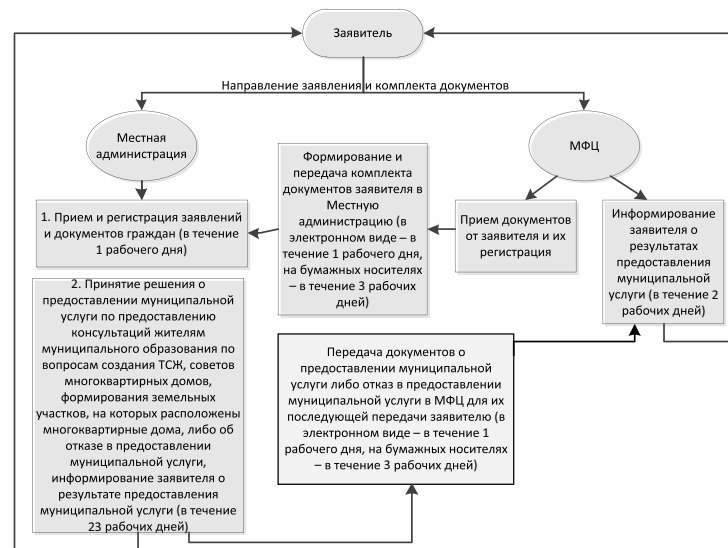 Заявитель
Направление заявления и комплекта документов
Местная
администрация
МФЦ
1. Прием и регистрация заявлений
и документов граждан (в течение
1 рабочего дня)
Формирование и
передача комплекта
документов заявителя в
Местную
администрацию (в
электронном виде – в
течение 1 рабочего дня,
на бумажных носителях
– в течение 3 рабочих
дней)
Прием документов
от заявителя и их
регистрация
Информирование
заявителя о
результатах
предоставления
муниципальной
услуги (в течение 2
рабочих дней)
2. Принятие решения о
предоставлении муниципальной
услуги по предоставлению
консультаций жителям
муниципального образования по
вопросам создания ТСЖ, советов
многоквартирных домов,
формирования земельных
участков, на которых расположены
многоквартирные дома, либо об
отказе в предоставлении
муниципальной услуги,
информирование заявителя о
результате предоставления
муниципальной услуги (в течение
23 рабочих дней)
Передача документов о
предоставлении муниципальной
услуги либо отказ в предоставлении
муниципальной услуги в МФЦ для их
последующей передачи заявителю (в
электронном виде – в течение 1
рабочего дня, на бумажных носителях
– в течение 3 рабочих дней)